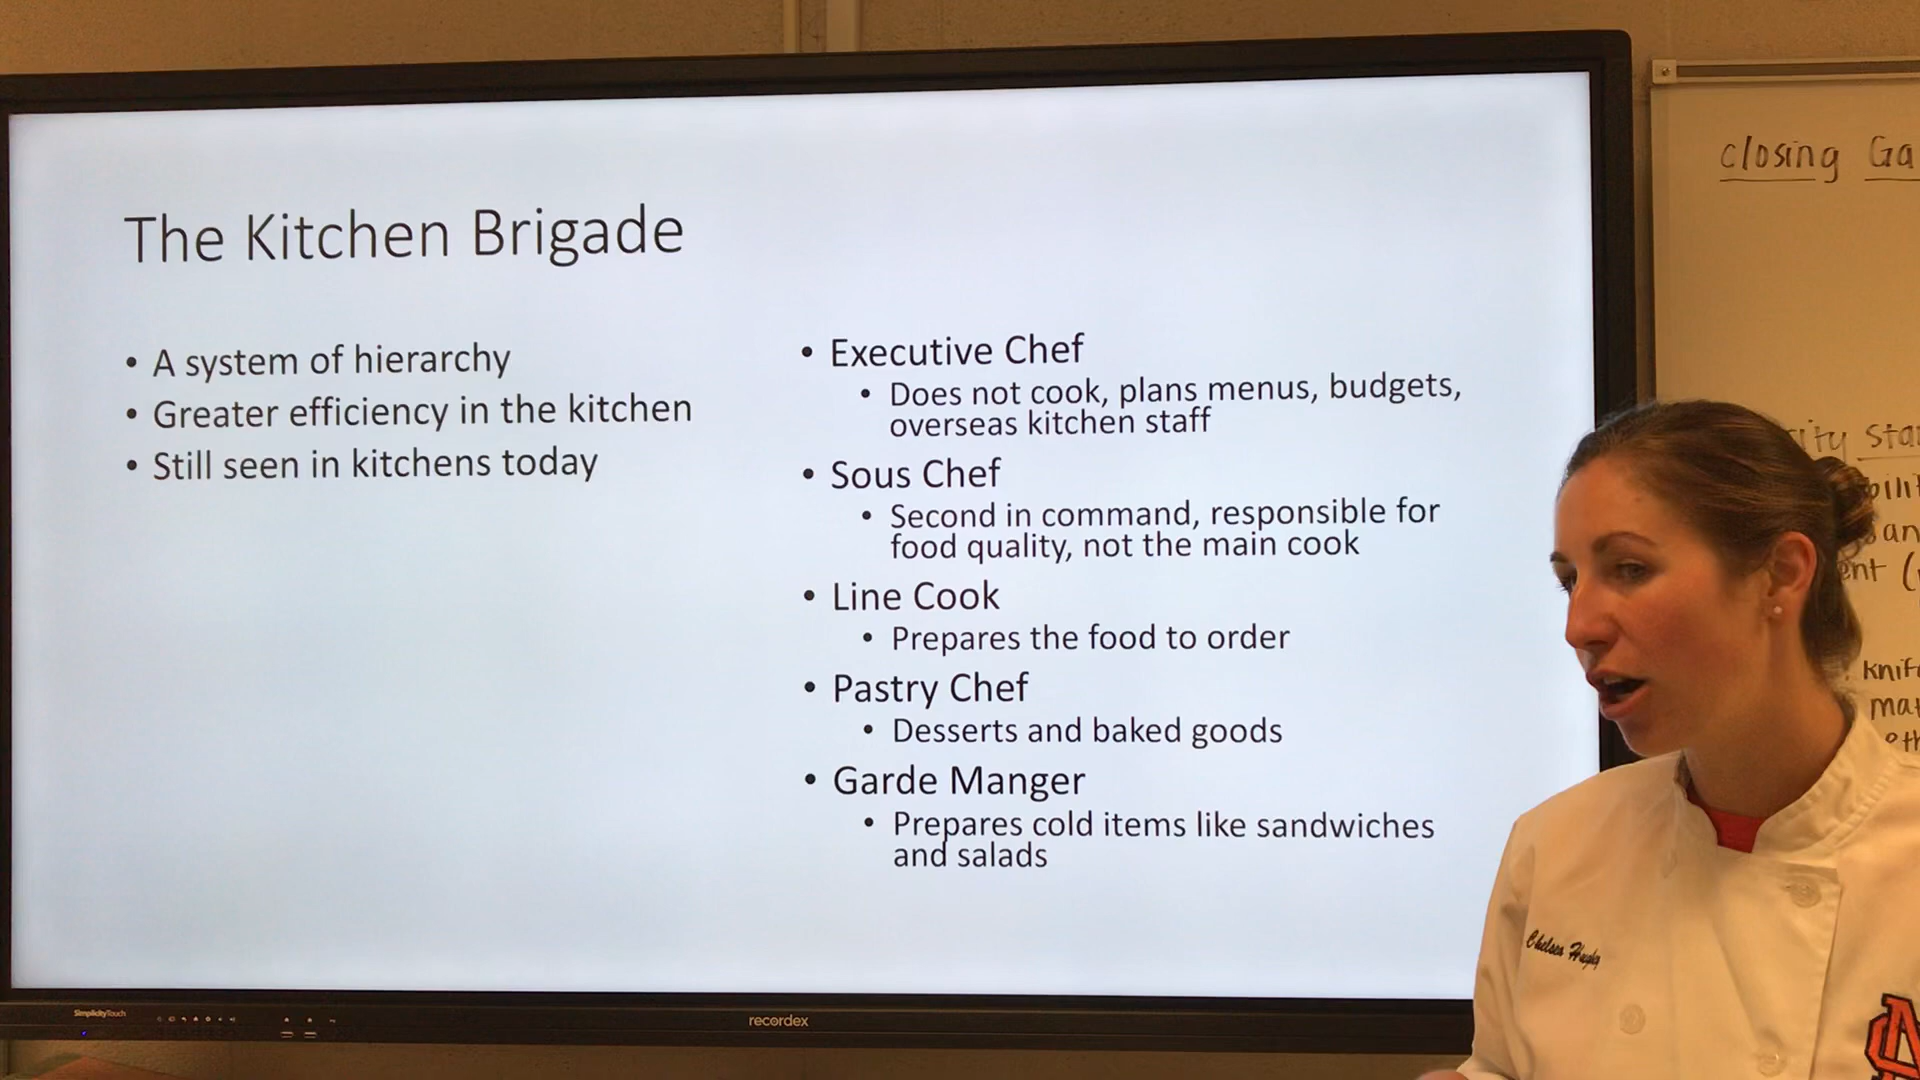 The Kitchen Brigade
• A system of hierarchy
• Greater efficiency in the kitchen
• Still seen in kitchens today
• Executive Chef
• Does not cook, plans menus, budgets,
overseas kitchen staff
• Sous Chef
• Second in command, responsible for
food quality, not the main cook
• Line Cook
• Prepares the food to order
• Pastry Chef
• Desserts and baked goods
• Garde Manger
• Prepares cold items like sandwiches
and salads
SimplicityTouch
recordex
closing Ga
Chelsea